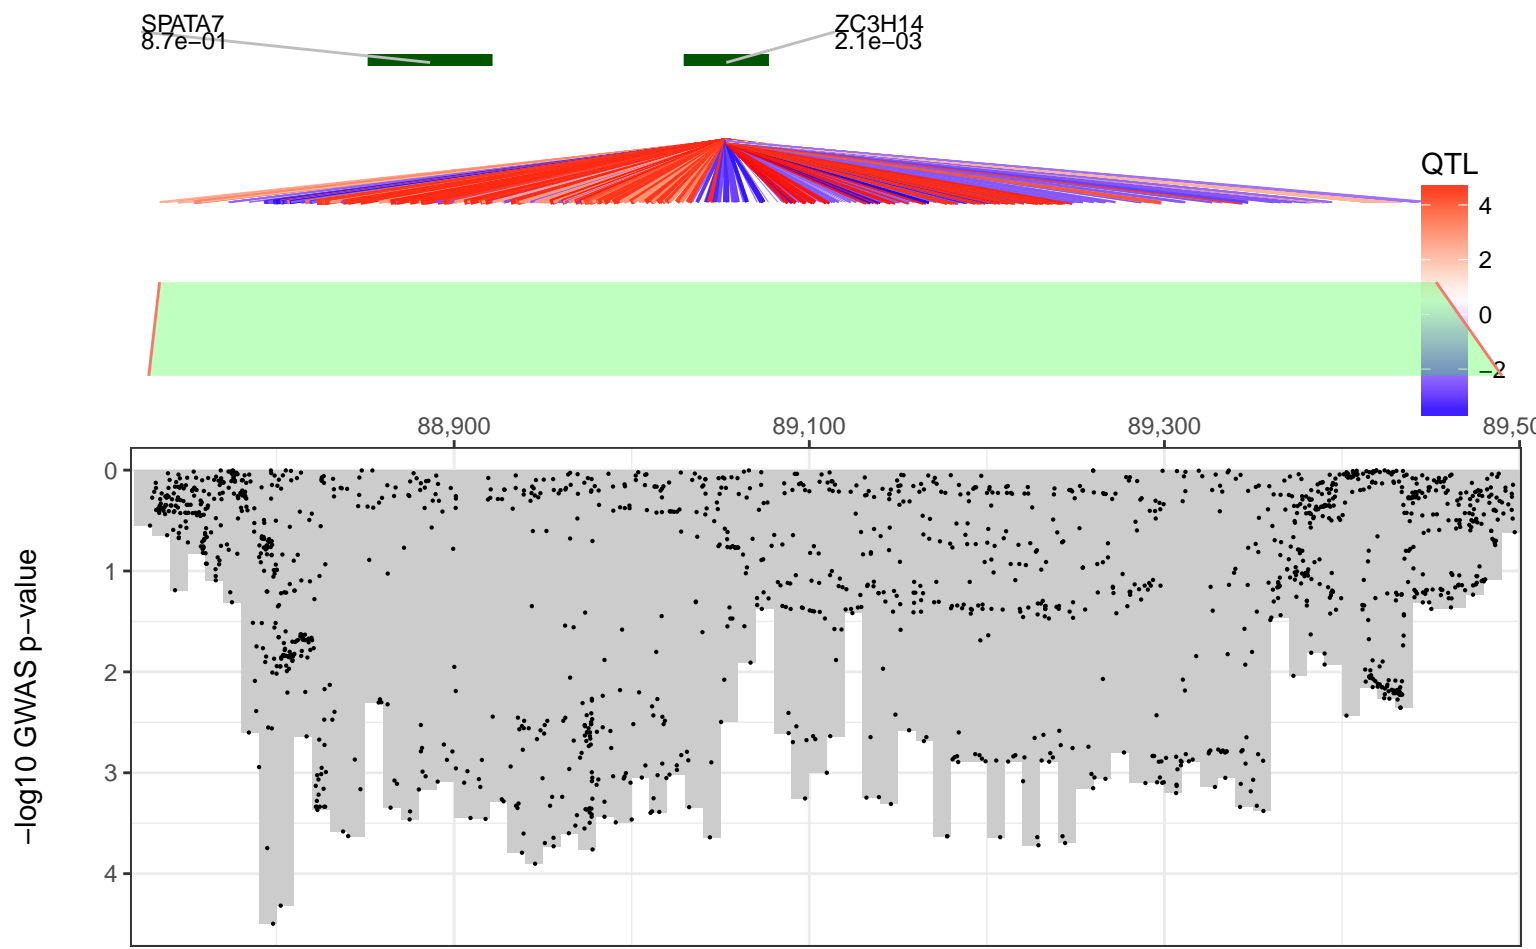 SPATA7
8.7e−01
ZC3H14
2.1e−03
QTL
4
2
0
−2
88,900
89,100
89,300
89,50
0
1
2
3
4
−log10 GWAS p−value